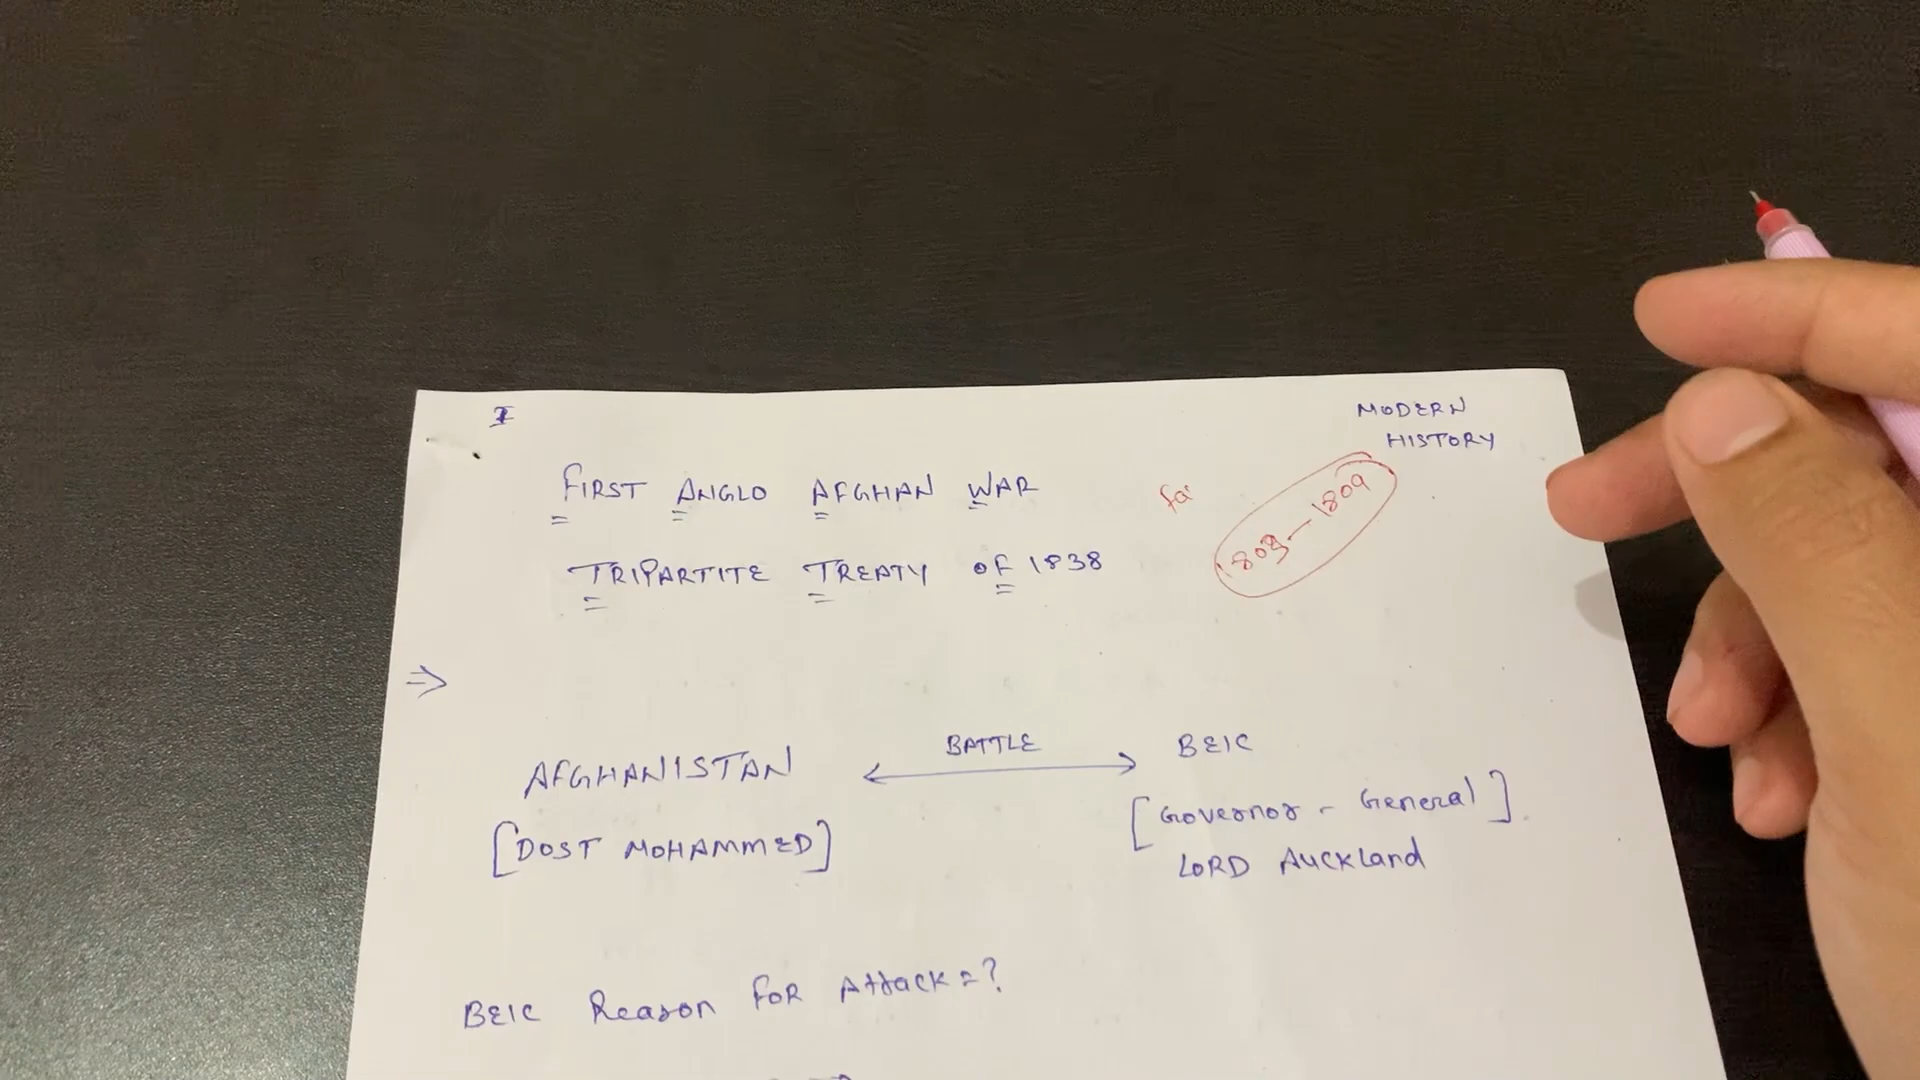 I
MODERN
HISTORY
FIRST ANGLO AFGHAN WAR
TRIPARTITE TREATY OF 1838
1809
⇒
AFGHANISTAN
BATTLE
BEIC
[DOST MOHAMMED]
[Governor - General]
LORD AUCKLand
BEIC Reason FOR Attack = ?